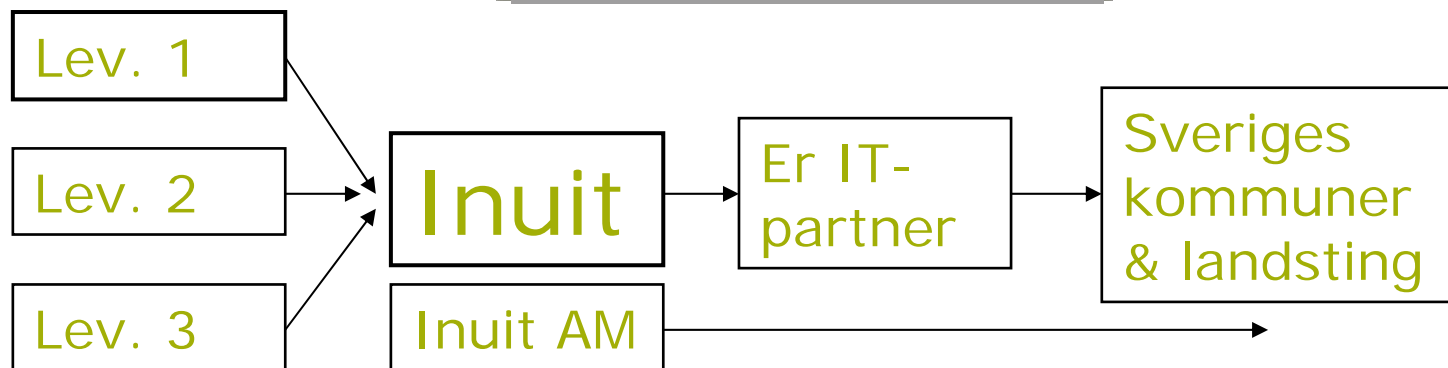 Lev. 1
Lev. 2
Lev. 3
Inuit
Inuit AM
Er IT-
partner
Sveriges
kommuner
& landsting